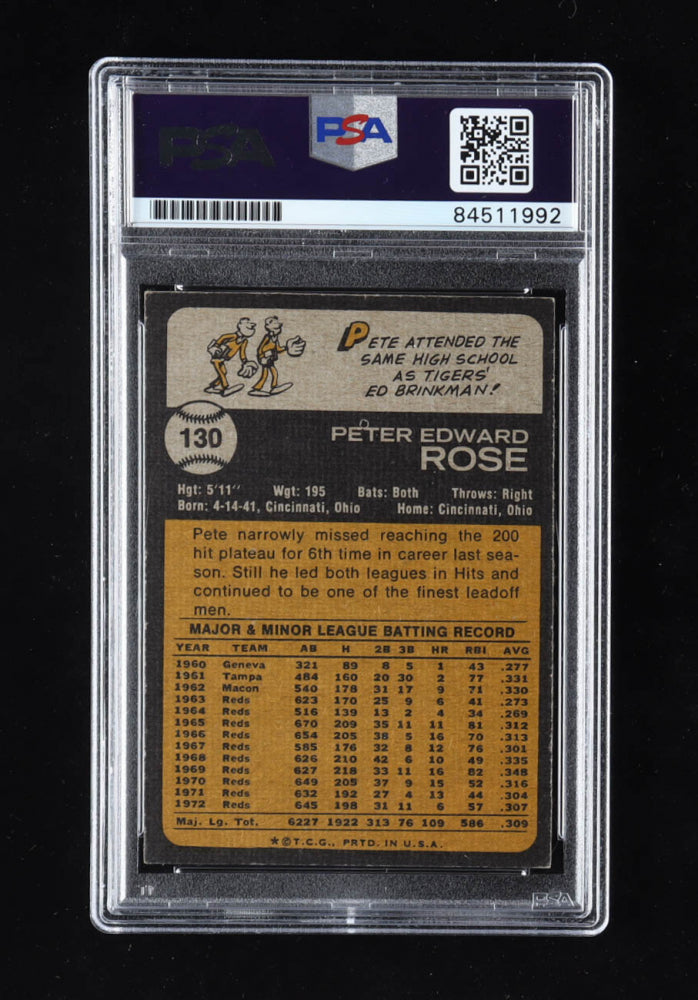 PSA PSA
84511992
PETE ATTENDED THE
SAME HIGH SCHOOL
AS TIGERS'
ED BRINKMAN!
130
PETER EDWARD
ROSE
Hgt: 5'11" Wgt: 195 Bats: Both Throws: Right
Born: 4-14-41, Cincinnati, Ohio Home: Cincinnati, Ohio
Pete narrowly missed reaching the 200
hit plateau for 6th time in career last sea-
son. Still he led both leagues in Hits and
continued to be one of the finest leadoff
men.
MAJOR & MINOR LEAGUE BATTING RECORD
YEAR TEAM AB H 2B 3B HR RBI AVG
1960 Geneva 321 89 8 5 1 43 .277
1961 Tampa 484 160 20 30 2 77 .331
1962 Macon 540 178 31 17 9 71 .330
1963 Reds 623 170 25 9 6 41 .273
1964 Reds 516 139 13 2 4 34 .269
1965 Reds 670 209 35 11 11 81 .312
1966 Reds 654 205 38 5 16 70 .313
1967 Reds 585 176 32 8 12 76 .301
1968 Reds 626 210 42 6 10 49 .335
1969 Reds 627 218 33 11 16 82 .348
1970 Reds 649 205 37 9 15 52 .316
1971 Reds 632 192 27 4 13 44 .304
1972 Reds 645 198 31 11 6 57 .307
Maj. Lg. Tot. 6227 1922 313 76 109 586 .309
*©T.C.G., PRTD. IN U.S.A.
PSA